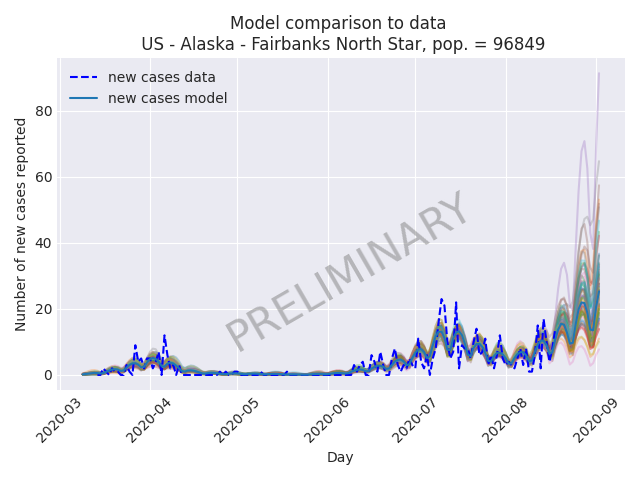 Model comparison to data
US - Alaska - Fairbanks North Star, pop. = 96849
new cases data
new cases model
PRELIMINARY
Number of new cases reported
80
60
40
20
0
2020-03
2020-04
2020-05
2020-06
2020-07
2020-08
2020-09
Day